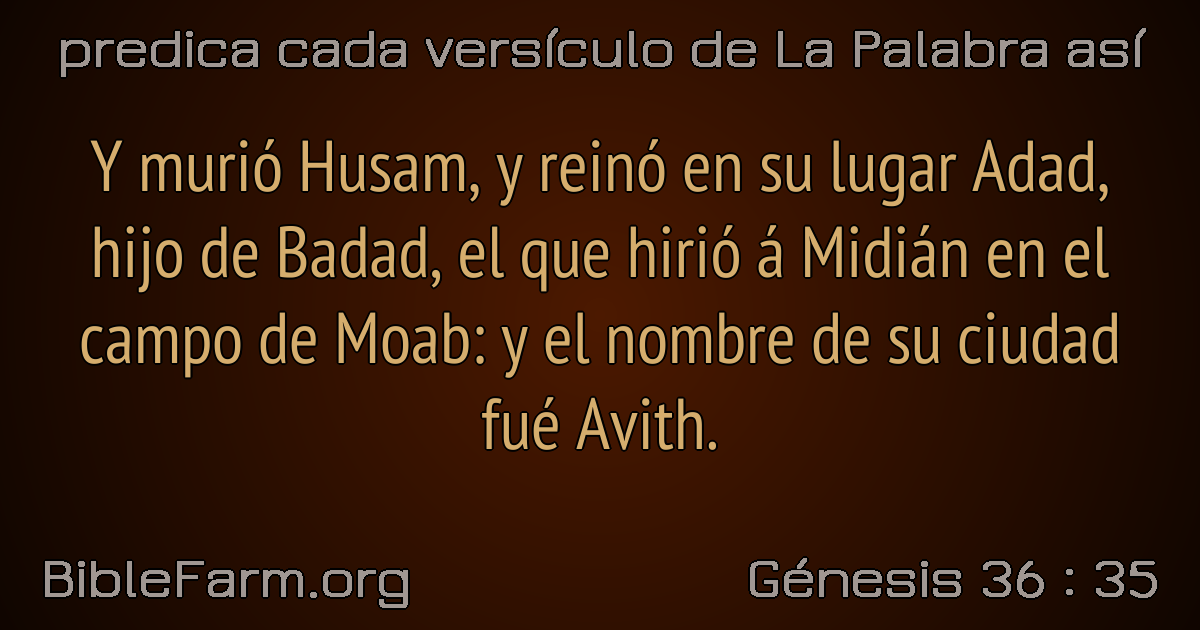 predica cada versículo de La Palabra así
Y murió Husam, y reinó en su lugar Adad,
hijo de Badad, el que hirió á Midián en el
campo de Moab: y el nombre de su ciudad
fué Avith.
BibleFarm.org
Génesis 36 : 35